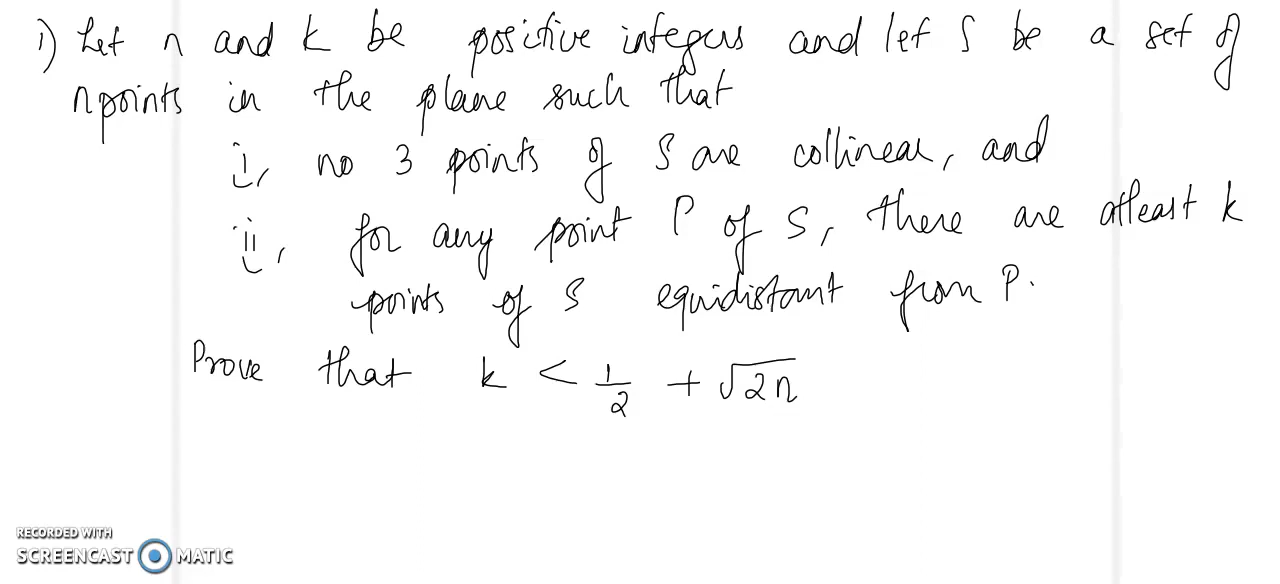 1) Let n and k be positive integers and let S be a set of
n points in the plane such that
i, no 3 points of S are collinear, and
ii, for any point P of S, there are atleast k
points of S equidistant from P.
Prove that k < 1/2 + √2n
RECORDED WITH
SCREENCAST MATIC